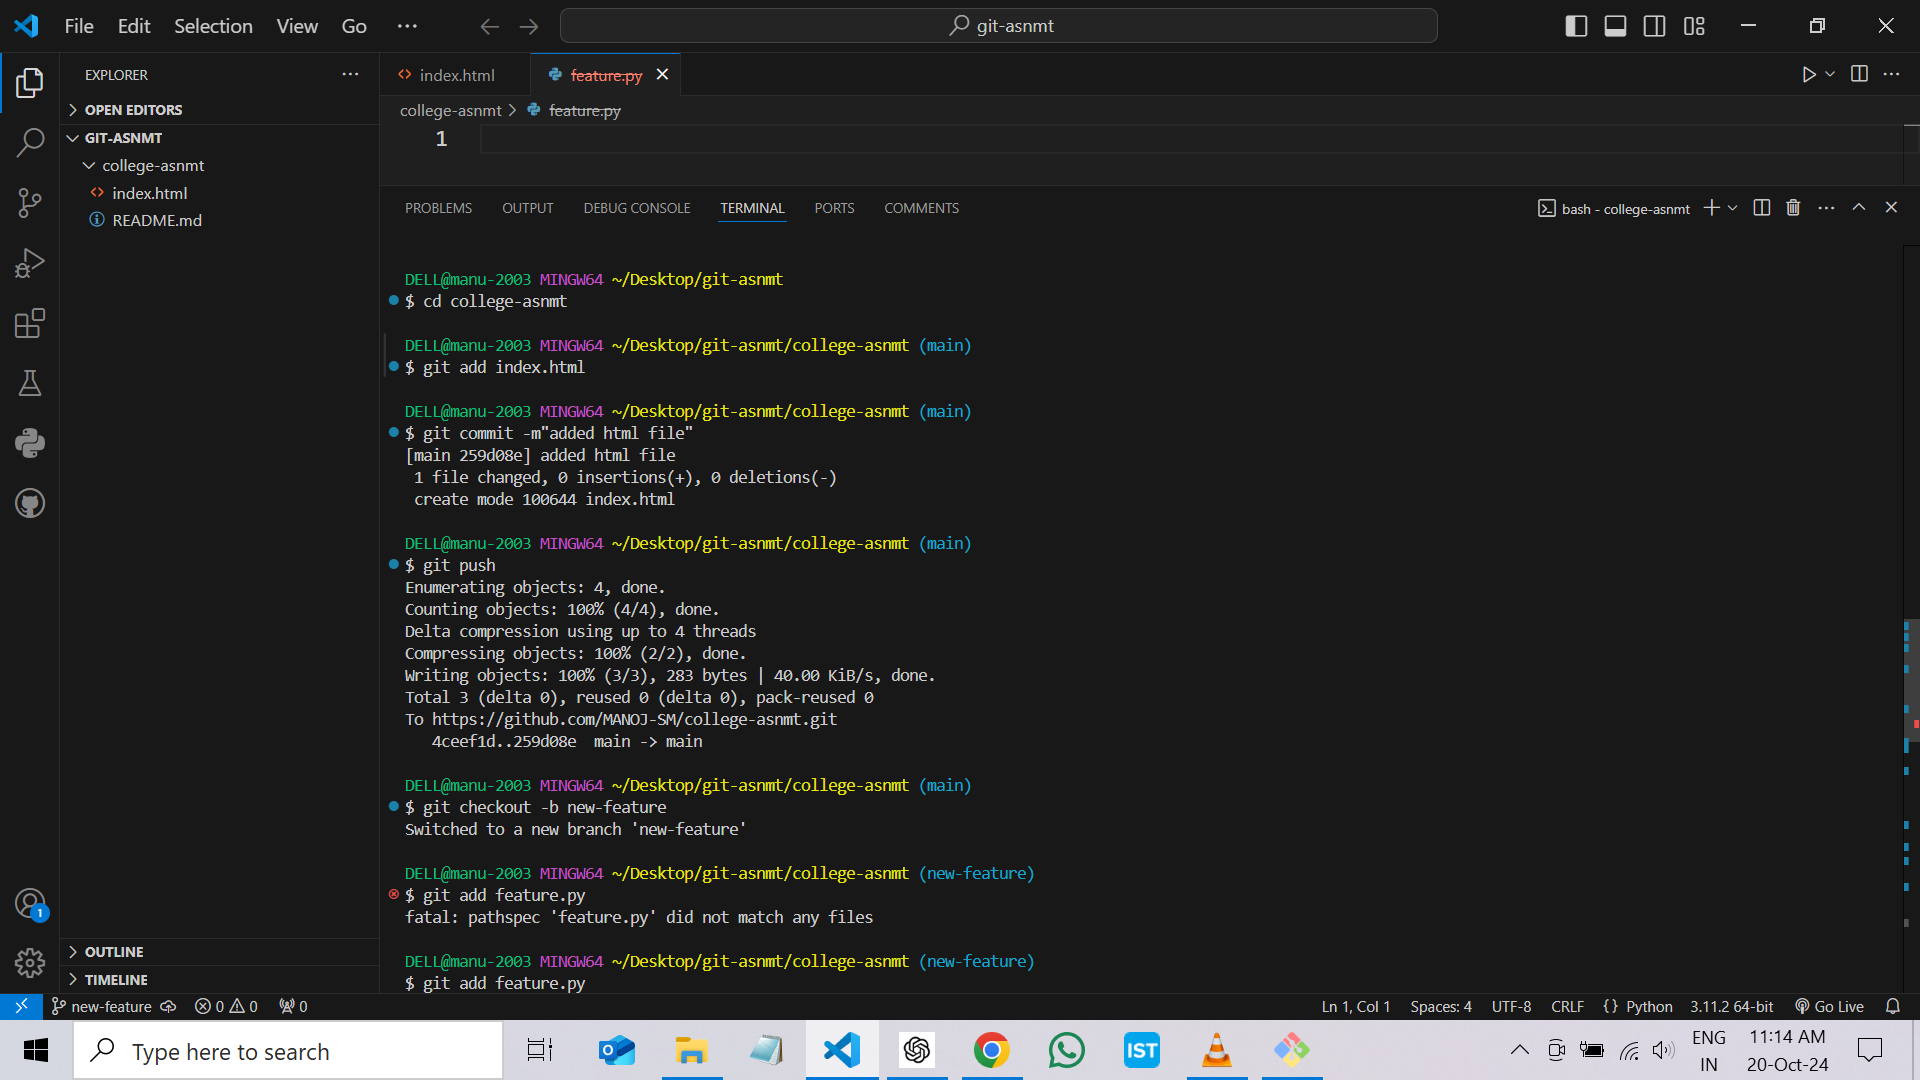 File Edit Selection View Go ···
git-asnmt
EXPLORER ···
OPEN EDITORS
GIT-ASNMT
college-asnmt
index.html
README.md
OUTLINE
TIMELINE
index.html feature.py
college-asnmt > feature.py
1
PROBLEMS OUTPUT DEBUG CONSOLE TERMINAL PORTS COMMENTS
bash - college-asnmt
DELL@manu-2003 MINGW64 ~/Desktop/git-asnmt
$ cd college-asnmt
DELL@manu-2003 MINGW64 ~/Desktop/git-asnmt/college-asnmt (main)
$ git add index.html
DELL@manu-2003 MINGW64 ~/Desktop/git-asnmt/college-asnmt (main)
$ git commit -m"added html file"
[main 259d08e] added html file
1 file changed, 0 insertions(+), 0 deletions(-)
create mode 100644 index.html
DELL@manu-2003 MINGW64 ~/Desktop/git-asnmt/college-asnmt (main)
$ git push
Enumerating objects: 4, done.
Counting objects: 100% (4/4), done.
Delta compression using up to 4 threads
Compressing objects: 100% (2/2), done.
Writing objects: 100% (3/3), 283 bytes | 40.00 KiB/s, done.
Total 3 (delta 0), reused 0 (delta 0), pack-reused 0
To https://github.com/MANOJ-SM/college-asnmt.git
4ceef1d..259d08e  main -> main
DELL@manu-2003 MINGW64 ~/Desktop/git-asnmt/college-asnmt (main)
$ git checkout -b new-feature
Switched to a new branch 'new-feature'
DELL@manu-2003 MINGW64 ~/Desktop/git-asnmt/college-asnmt (new-feature)
$ git add feature.py
fatal: pathspec 'feature.py' did not match any files
DELL@manu-2003 MINGW64 ~/Desktop/git-asnmt/college-asnmt (new-feature)
$ git add feature.py
1
new-feature 0 0 0
Ln 1, Col 1 Spaces: 4 UTF-8 CRLF {} Python 3.11.2 64-bit Go Live
Type here to search
IST
ENG
IN
11:14 AM
20-Oct-24